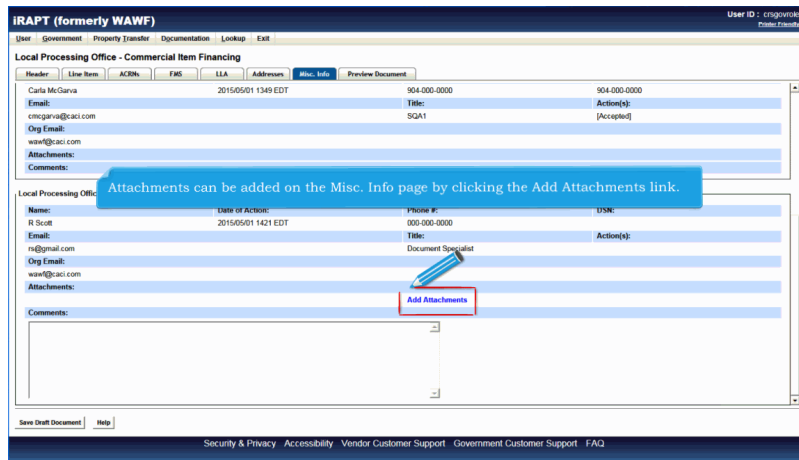 iRAPT (formerly WAWF)
User ID : crsgovrole
Printer Friendly
User Government Property Transfer Documentation Lookup Exit
Local Processing Office - Commercial Item Financing
Header Line Item ACRNs FMS LLA Addresses Misc. Info Preview Document
Carla McGarva 2015/05/01 1349 EDT 904-000-0000 904-000-0000
Email: Title: Action(s):
cmcgarva@caci.com SQA1 [Accepted]
Org Email:
wawf@caci.com
Attachments:
Comments:
Attachments can be added on the Misc. Info page by clicking the Add Attachments link.
Local Processing Offic
Name: Date of Action: Phone #: DSN:
R Scott 2015/05/01 1421 EDT 000-000-0000
Email: Title: Action(s):
rs@gmail.com Document Specialist
Org Email:
wawf@caci.com
Attachments:
Add Attachments
Comments:
Save Draft Document Help
Security & Privacy Accessibility Vendor Customer Support Government Customer Support FAQ